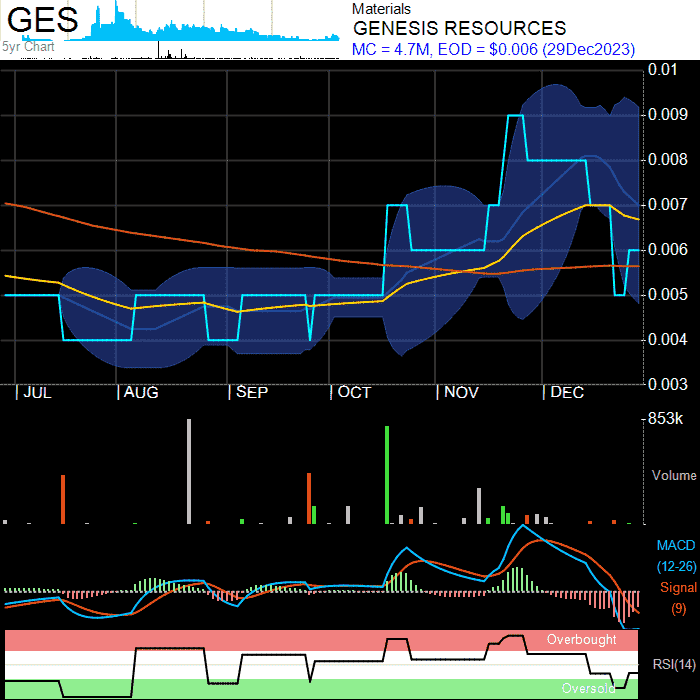 GES
5yr Chart
Materials
GENESIS RESOURCES
MC = 4.7M, EOD = $0.006 (29Dec2023)
0.01
0.009
0.008
0.007
0.006
0.005
0.004
0.003
JUL AUG SEP OCT NOV DEC
853k
Volume
MACD
(12-26)
Signal
(9)
Overbought
RSI(14)
Oversold